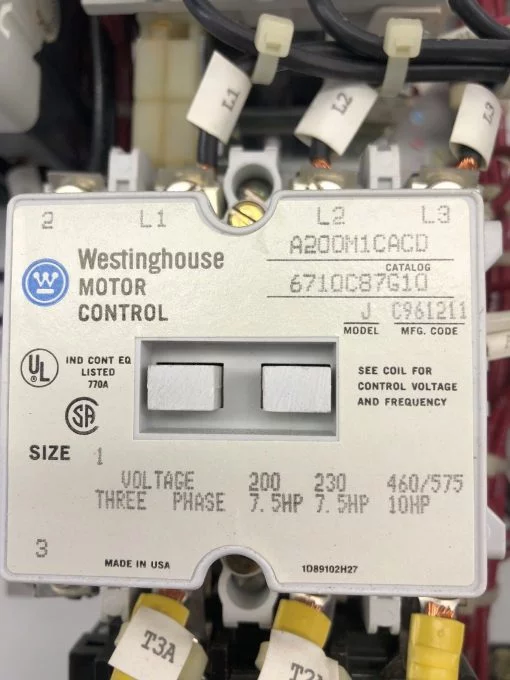 L1
L2
L3
2
L1
L2
L3
A200M1CACD
CATALOG
6710C87G10
J C961211
MODEL MFG. CODE
W
Westinghouse
MOTOR
CONTROL
UL
IND CONT EQ
LISTED
770A
SA
SEE COIL FOR
CONTROL VOLTAGE
AND FREQUENCY
SIZE 1
VOLTAGE 200 230 460/575
THREE PHASE 7.5HP 7.5HP 10HP
3
MADE IN USA
1D89102H27
T3A